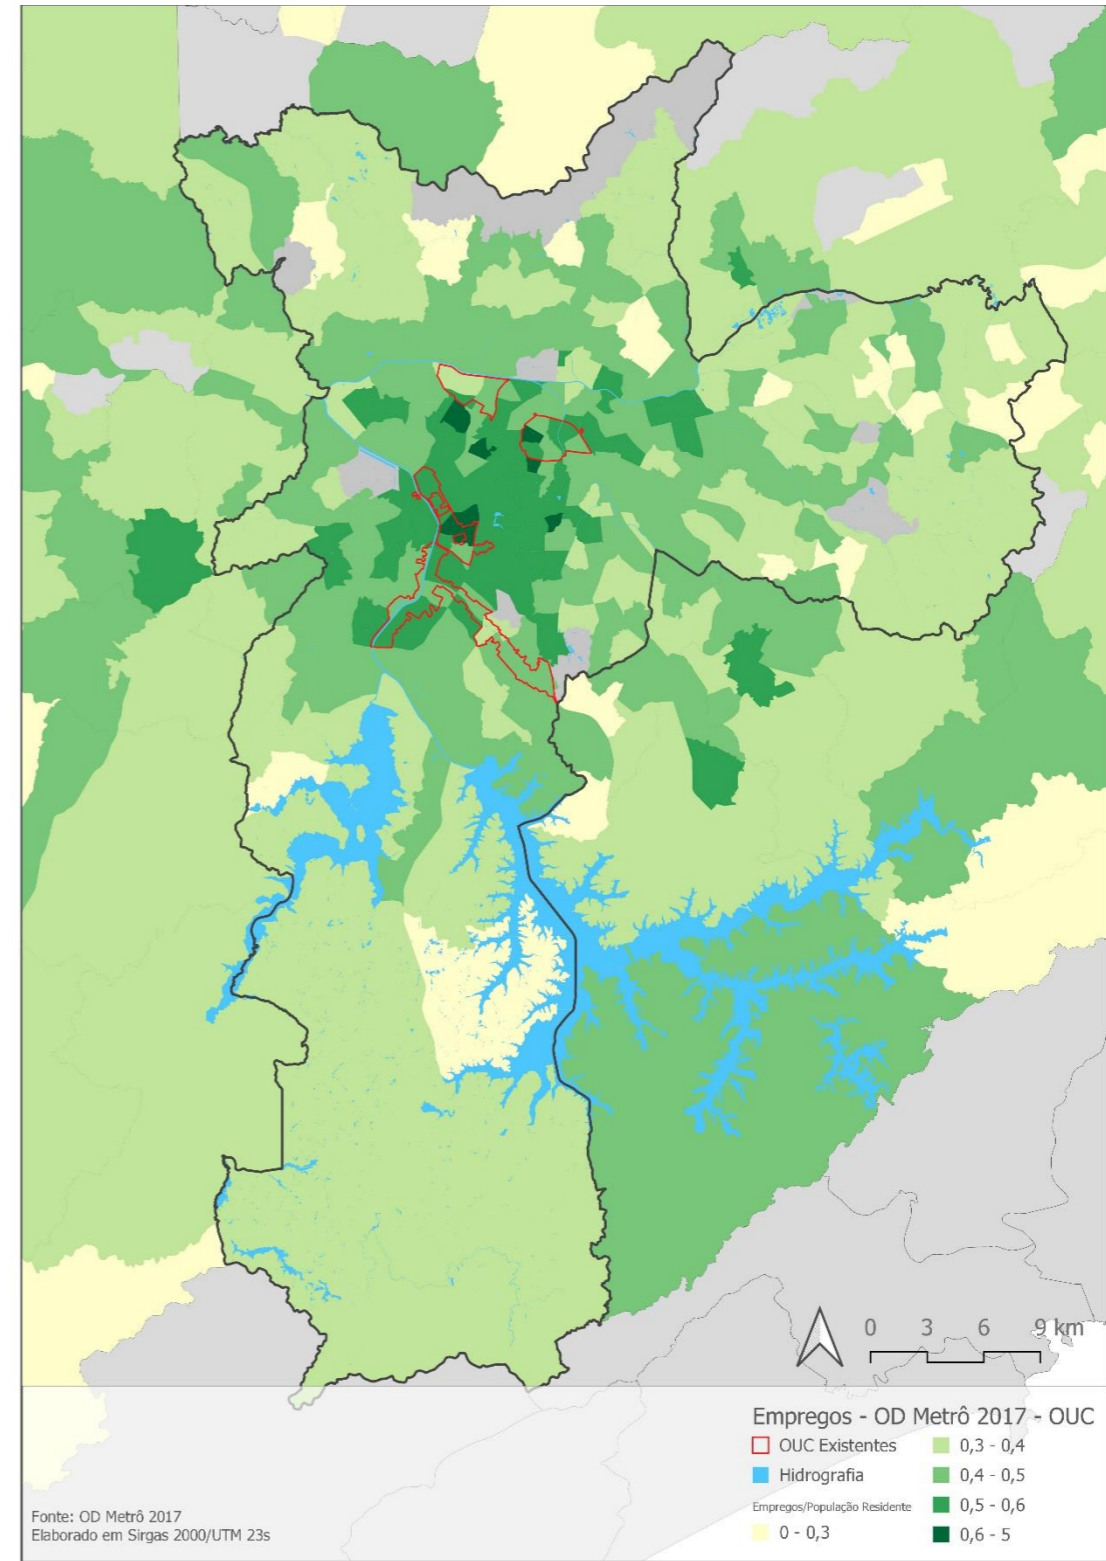 0 3 6 9 km
Empregos - OD Metrô 2017 - OUC
OUC Existentes
Hidrografia
Empregos/População Residente
0 - 0,3
0,3 - 0,4
0,4 - 0,5
0,5 - 0,6
0,6 - 5
Fonte: OD Metrô 2017
Elaborado em Sirgas 2000/UTM 23s